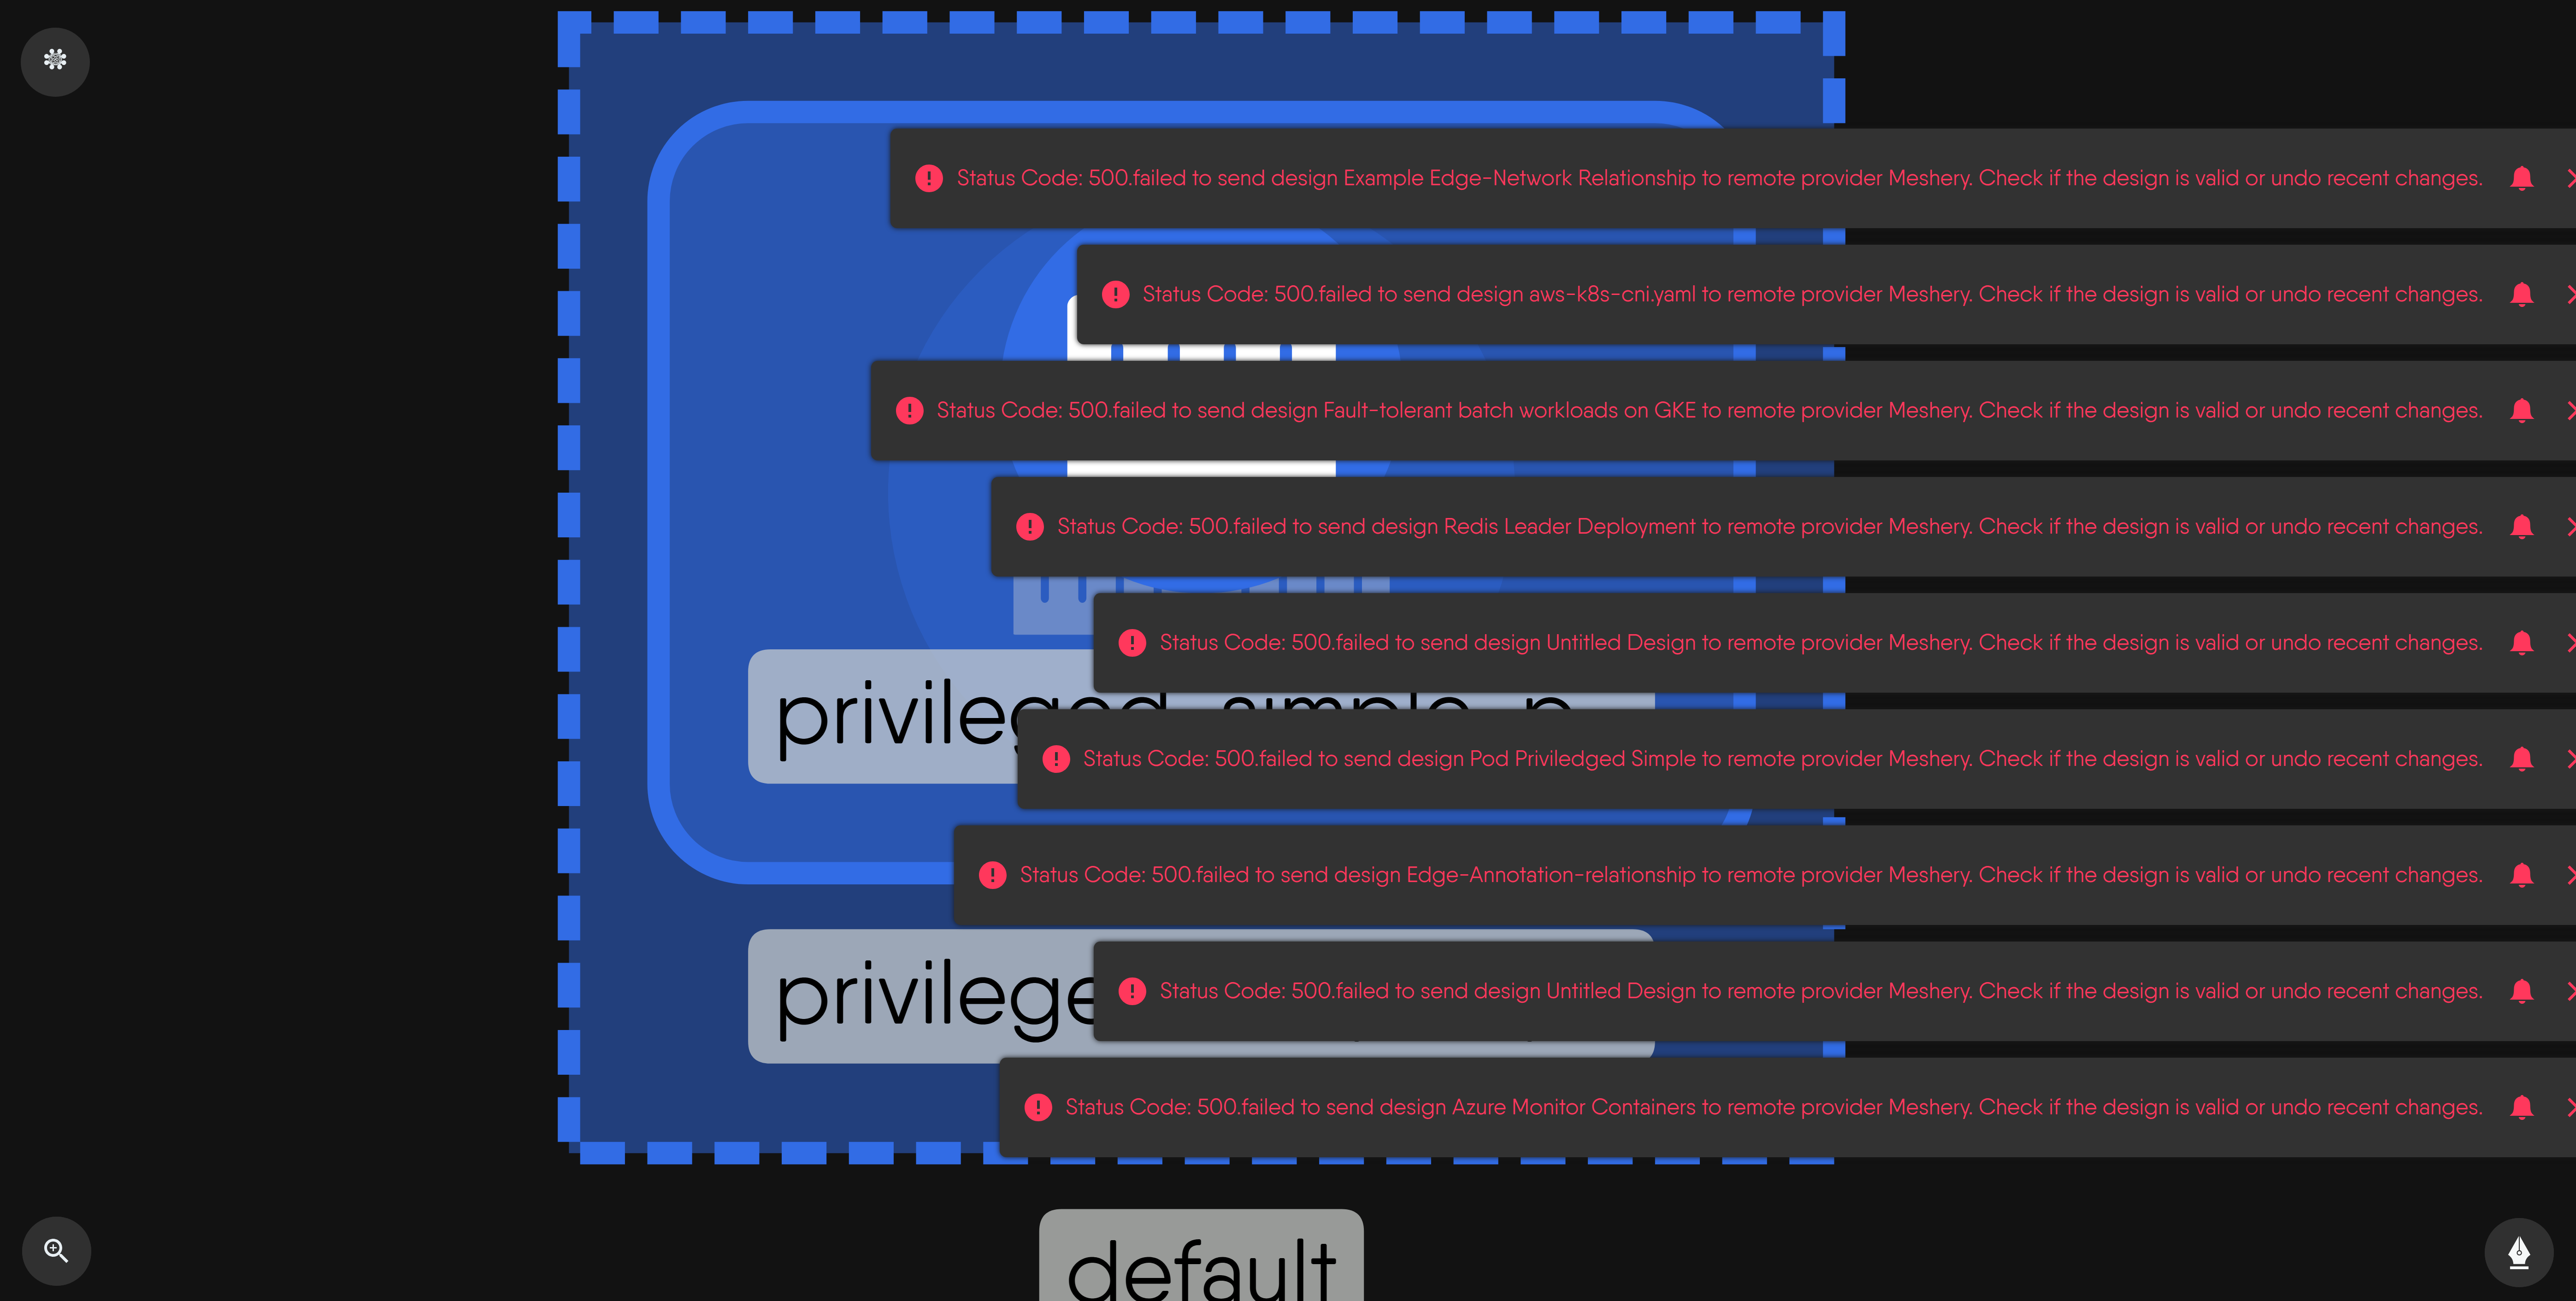 Status Code: 500.failed to send design Example Edge-Network Relationship to remote provider Meshery. Check if the design is valid or undo recent changes.
Status Code: 500.failed to send design aws-k8s-cni.yaml to remote provider Meshery. Check if the design is valid or undo recent changes.
Status Code: 500.failed to send design Fault-tolerant batch workloads on GKE to remote provider Meshery. Check if the design is valid or undo recent changes.
Status Code: 500.failed to send design Redis Leader Deployment to remote provider Meshery. Check if the design is valid or undo recent changes.
Status Code: 500.failed to send design Untitled Design to remote provider Meshery. Check if the design is valid or undo recent changes.
privileged-simple-p
Status Code: 500.failed to send design Pod Priviledged Simple to remote provider Meshery. Check if the design is valid or undo recent changes.
Status Code: 500.failed to send design Edge-Annotation-relationship to remote provider Meshery. Check if the design is valid or undo recent changes.
privilege
Status Code: 500.failed to send design Untitled Design to remote provider Meshery. Check if the design is valid or undo recent changes.
Status Code: 500.failed to send design Azure Monitor Containers to remote provider Meshery. Check if the design is valid or undo recent changes.
default